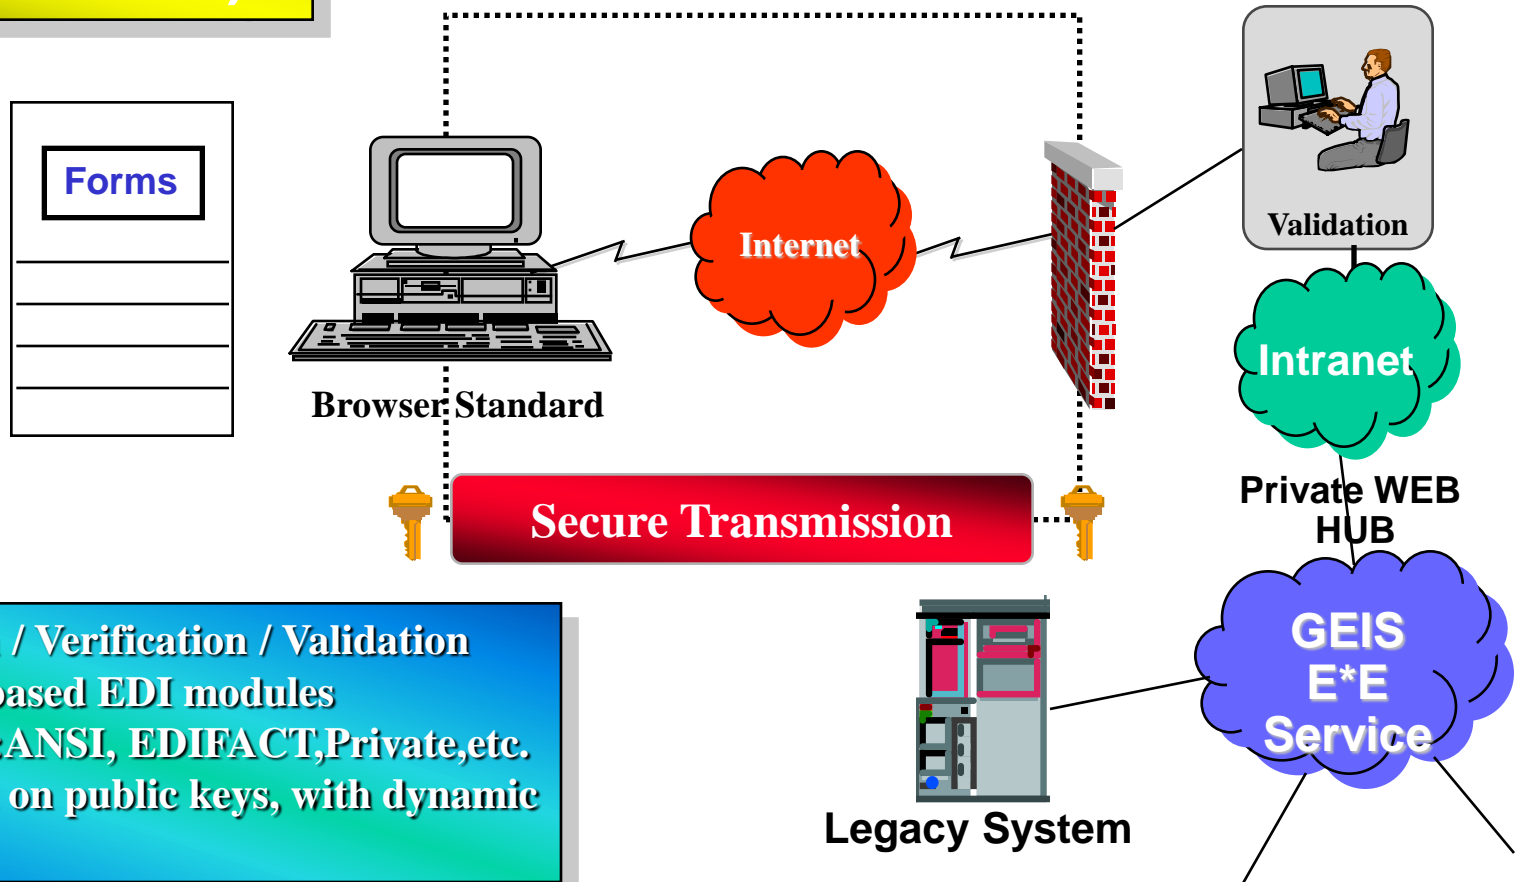 Forms
Internet
Validation
Intranet
Browser Standard
Private WEB
HUB
Secure Transmission
/ Verification / Validation
based EDI modules
:ANSI, EDIFACT,Private,etc.
on public keys, with dynamic
GEIS
E*E
Service
Legacy System